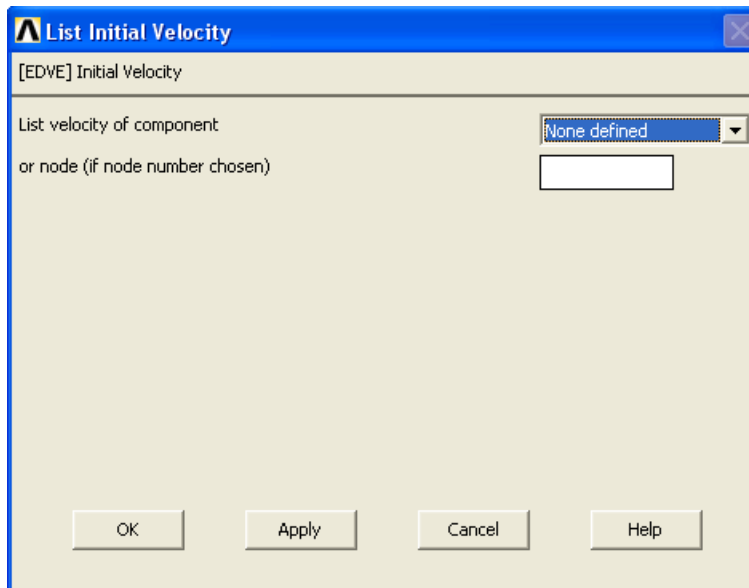 List Initial Velocity
[EDVE] Initial Velocity
List velocity of component None defined
or node (if node number chosen)
OK Apply Cancel Help